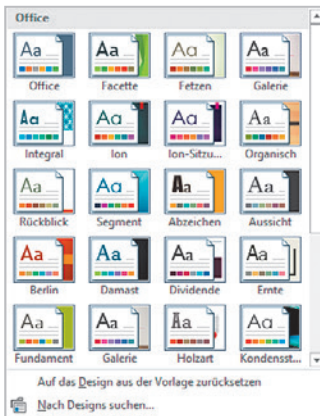 Office
Aa Aa Aa Aa
Office Facette Fetzen Galerie
Aa Aa Aa Aa
Integral Ion Ion-Sitzu... Organisch
Aa Aa Aa Aa
Rückblick Segment Abzeichen Aussicht
Aa Aa Aa Aa
Berlin Damast Dividende Ernte
Aa Aa Aa Aa
Fundament Galerie Holzart Kondensst...
Auf das Design aus der Vorlage zurücksetzen
Nach Designs suchen...